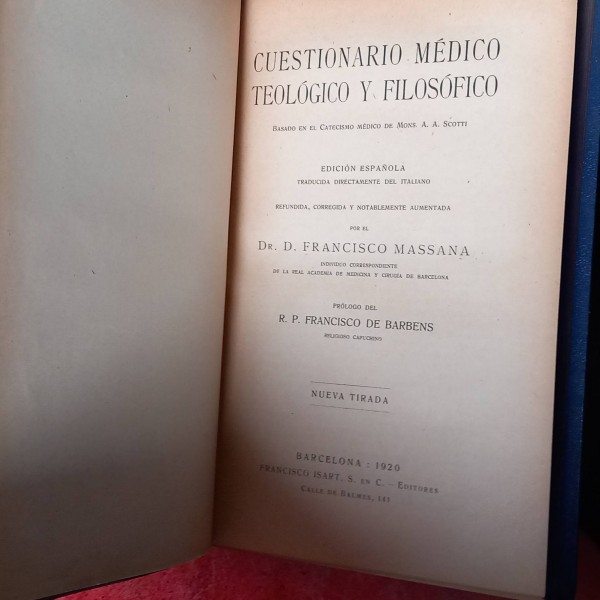 CUESTIONARIO MÉDICO
TEOLÓGICO Y FILOSÓFICO
BASADO EN EL CATECISMO MÉDICO DE MONS. A. A. SCOTTI
EDICIÓN ESPAÑOLA
TRADUCIDA DIRECTAMENTE DEL ITALIANO
REFUNDIDA, CORREGIDA Y NOTABLEMENTE AUMENTADA
POR EL
DR. D. FRANCISCO MASSANA
INDIVIDUO CORRESPONDIENTE
DE LA REAL ACADEMIA DE MEDICINA Y CIRUGÍA DE BARCELONA
PRÓLOGO DEL
R. P. FRANCISCO DE BARBENS
RELIGIOSO CAPUCHINO
NUEVA TIRADA
BARCELONA : 1920
FRANCISCO ISART, S. EN C. — EDITORES
CALLE DE BALMES, 141